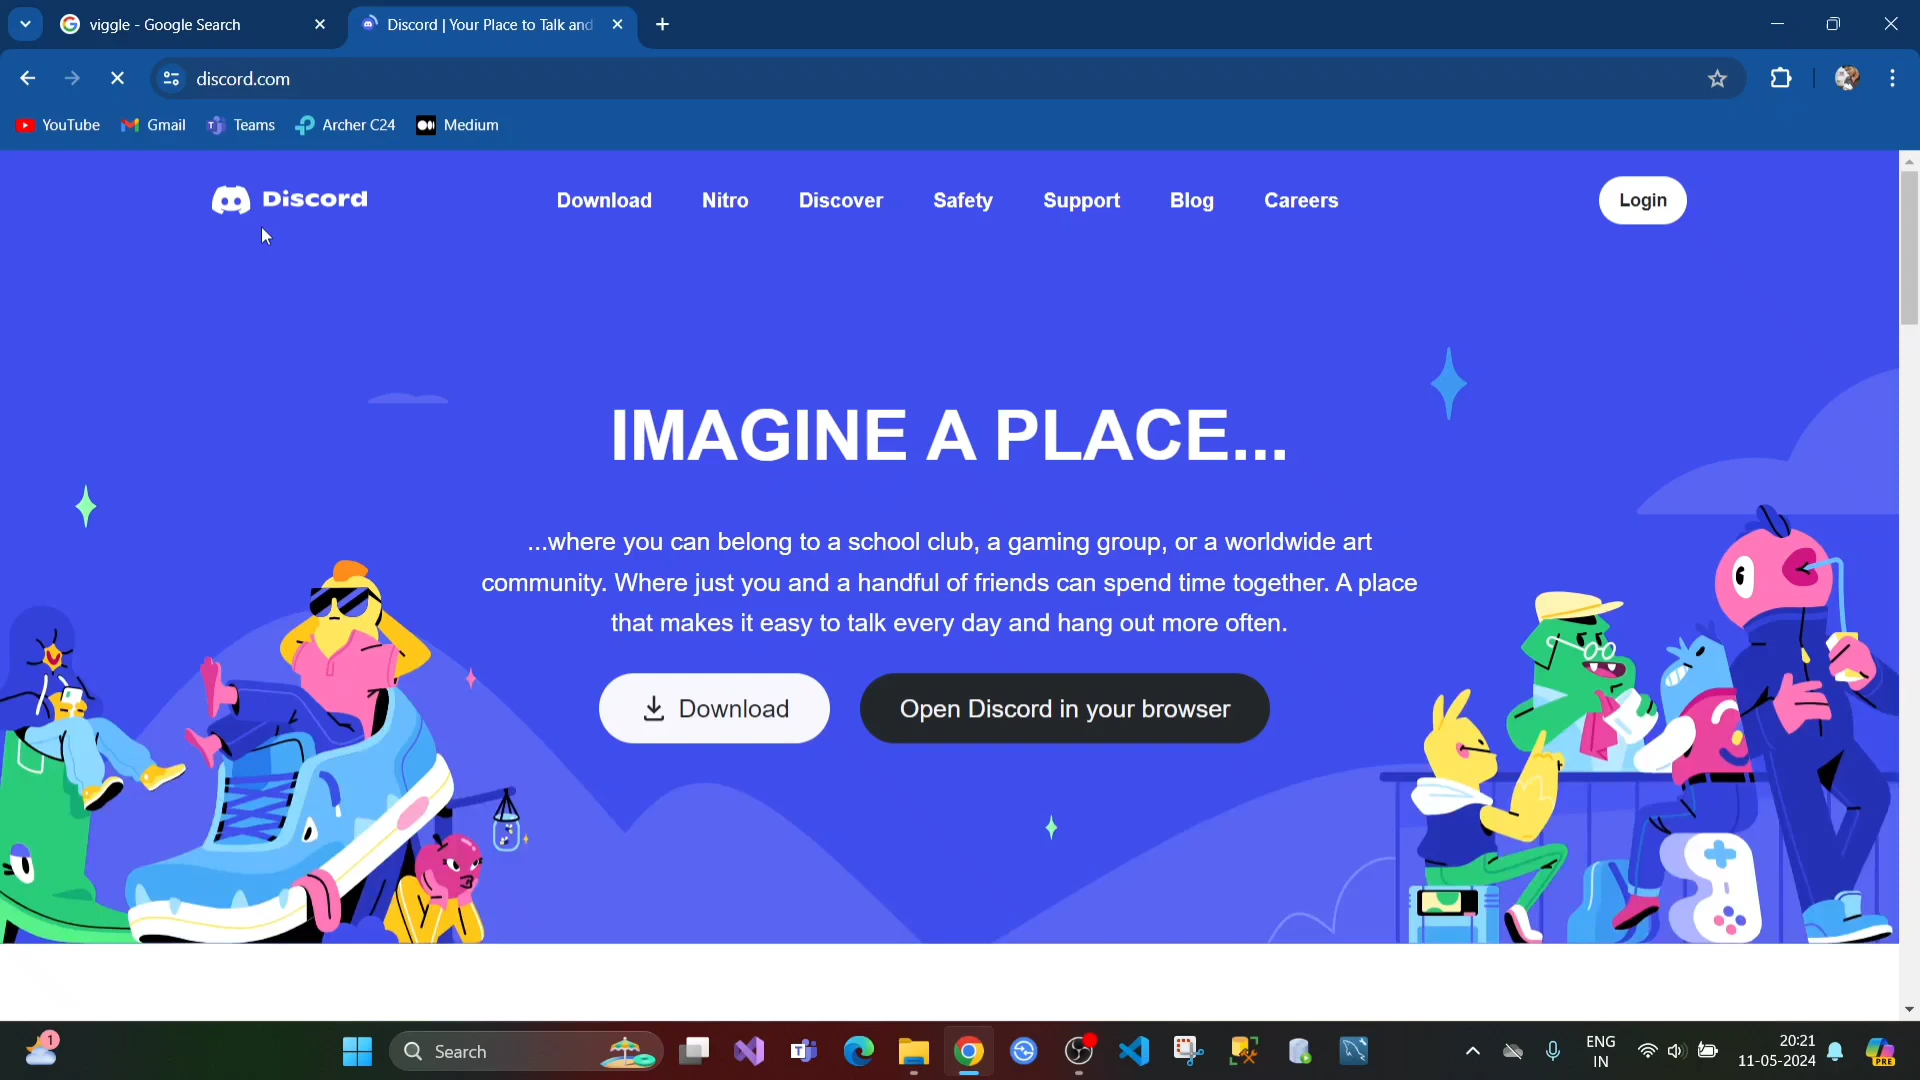 viggle - Google Search
Discord | Your Place to Talk and
discord.com
YouTube
Gmail
Teams
Archer C24
Medium
Discord
Download
Nitro
Discover
Safety
Support
Blog
Careers
Login
IMAGINE A PLACE...
...where you can belong to a school club, a gaming group, or a worldwide art
community. Where just you and a handful of friends can spend time together. A place
that makes it easy to talk every day and hang out more often.
Download
Open Discord in your browser
1
Search
ENG
IN
20:21
11-05-2024
PRE